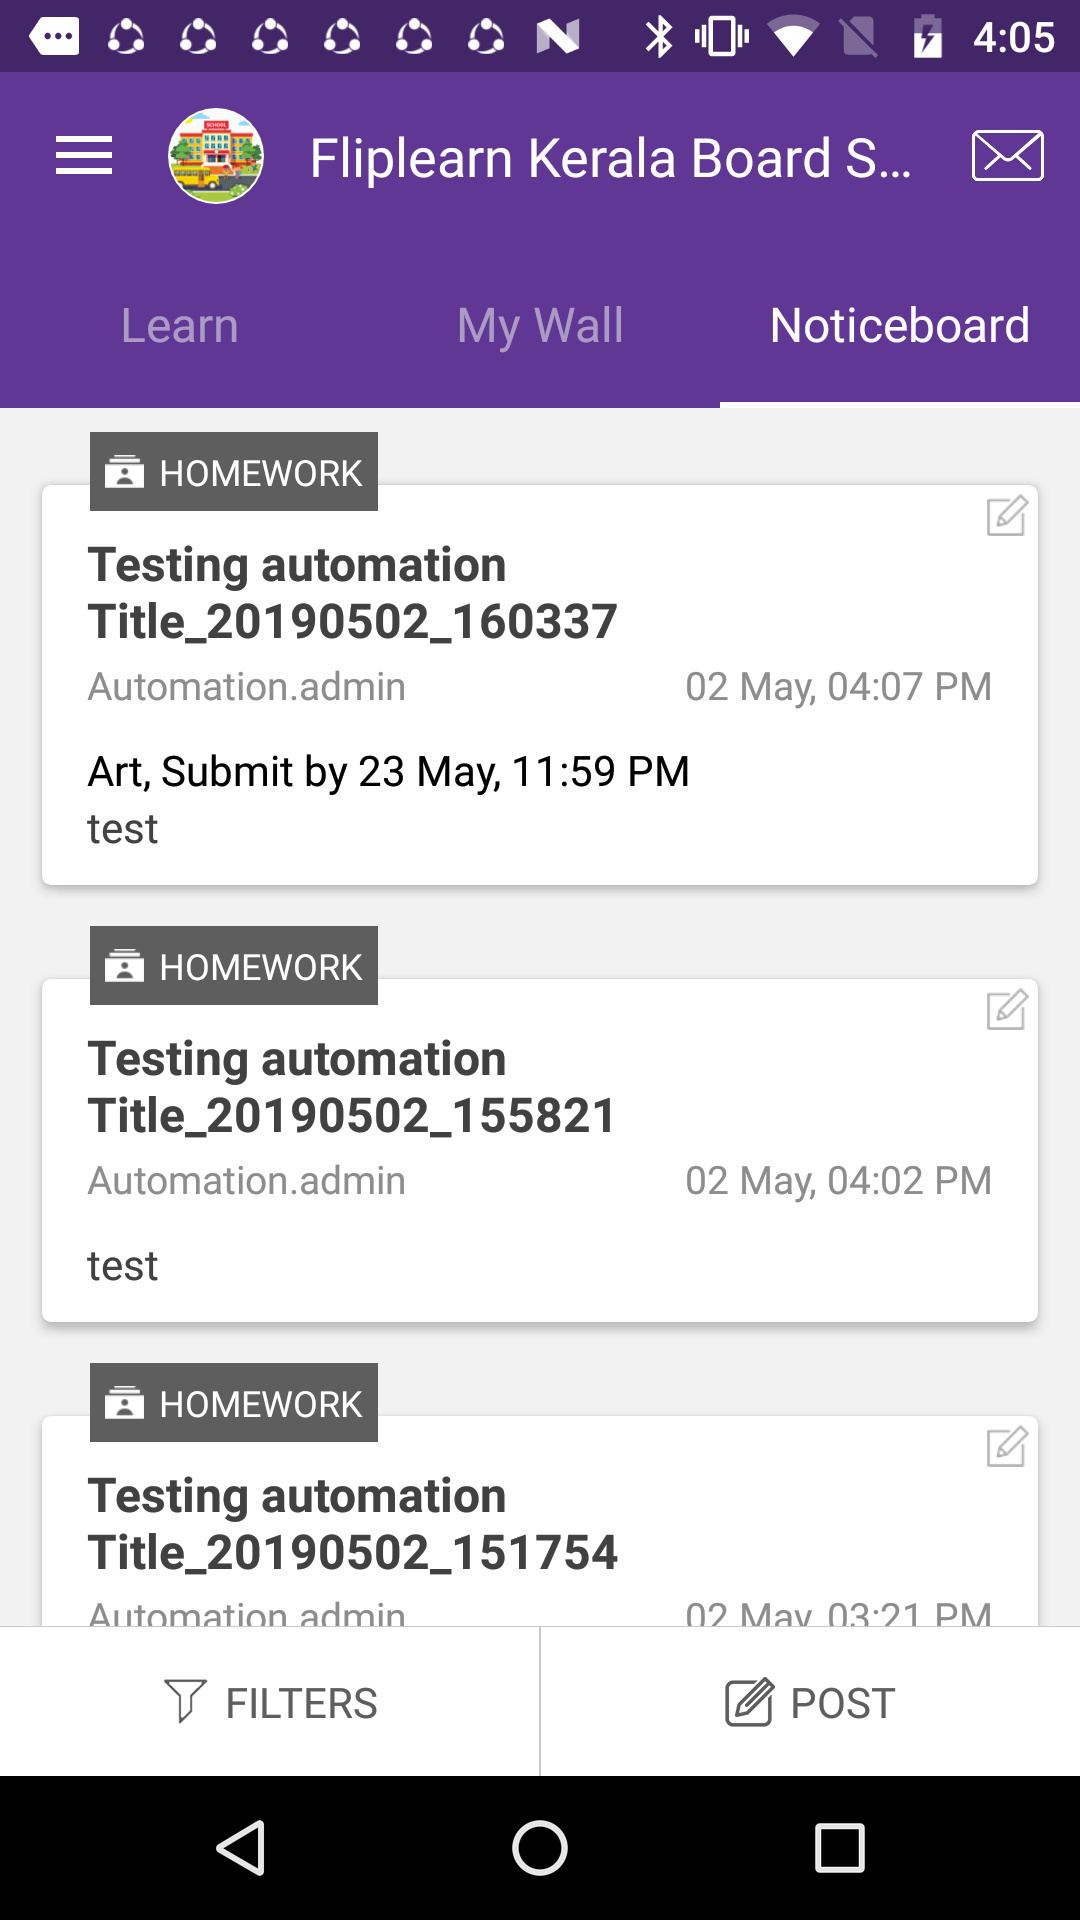 4:05
Fliplearn Kerala Board S...
Learn
My Wall
Noticeboard
HOMEWORK
Testing automation
Title_20190502_160337
Automation.admin
02 May, 04:07 PM
Art, Submit by 23 May, 11:59 PM
test
HOMEWORK
Testing automation
Title_20190502_155821
Automation.admin
02 May, 04:02 PM
test
HOMEWORK
Testing automation
Title_20190502_151754
Automation.admin
02 May, 03:21 PM
FILTERS
POST